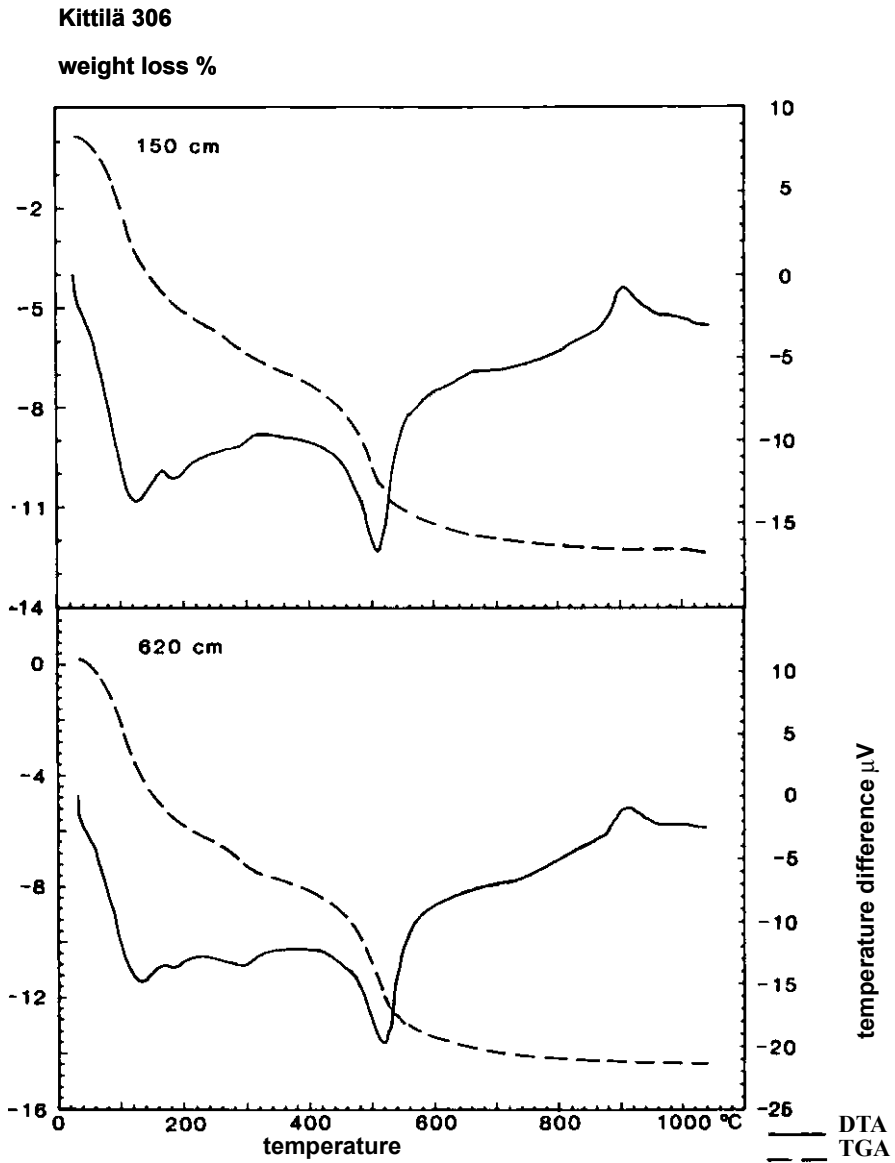 Kittilä 306
weight loss %
150 cm
10
5
0
-5
-10
-15
-2
-5
-8
-11
-14
620 cm
0
-4
-8
-12
-16
10
5
0
-5
-10
-15
-20
-25
temperature difference µV
0 200 400 600 800 1000 °C
temperature
DTA
TGA